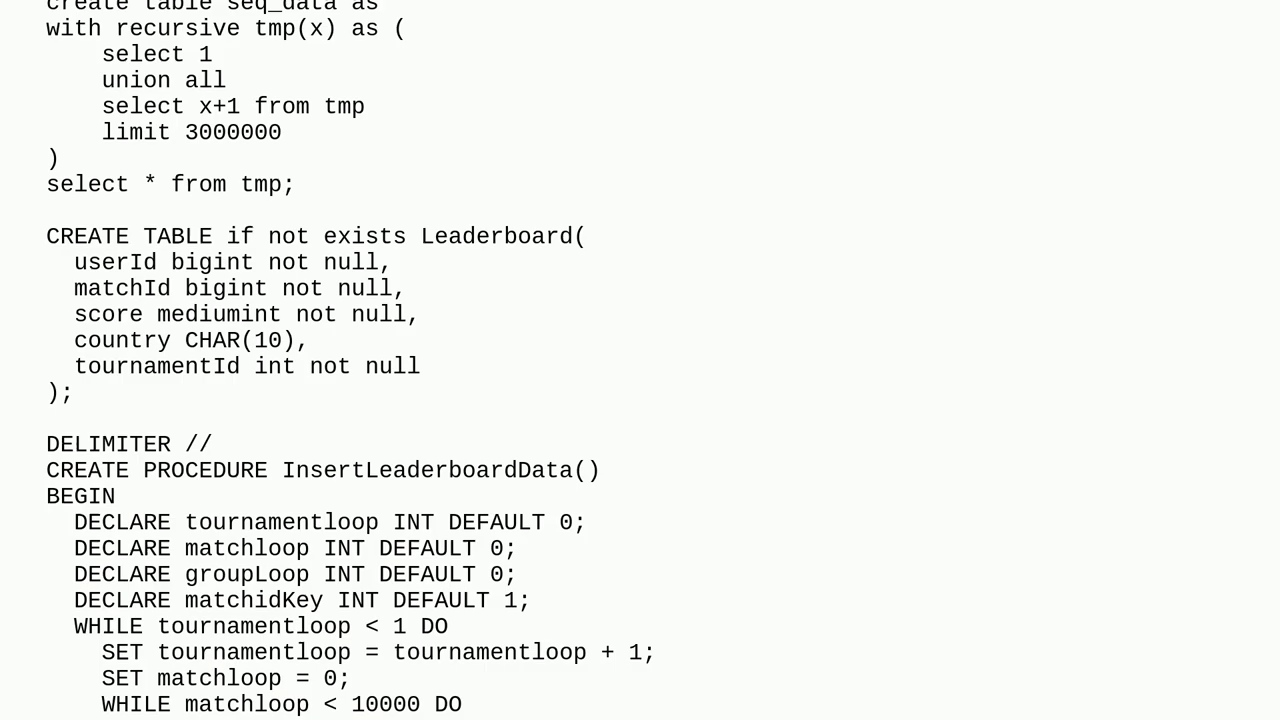 create table seq_data as
with recursive tmp(x) as (
    select 1
    union all
    select x+1 from tmp
    limit 3000000
)
select * from tmp;

CREATE TABLE if not exists Leaderboard(
  userId bigint not null,
  matchId bigint not null,
  score mediumint not null,
  country CHAR(10),
  tournamentId int not null
);

DELIMITER //
CREATE PROCEDURE InsertLeaderboardData()
BEGIN
  DECLARE tournamentloop INT DEFAULT 0;
  DECLARE matchloop INT DEFAULT 0;
  DECLARE groupLoop INT DEFAULT 0;
  DECLARE matchidKey INT DEFAULT 1;
  WHILE tournamentloop < 1 DO
    SET tournamentloop = tournamentloop + 1;
    SET matchloop = 0;
    WHILE matchloop < 10000 DO